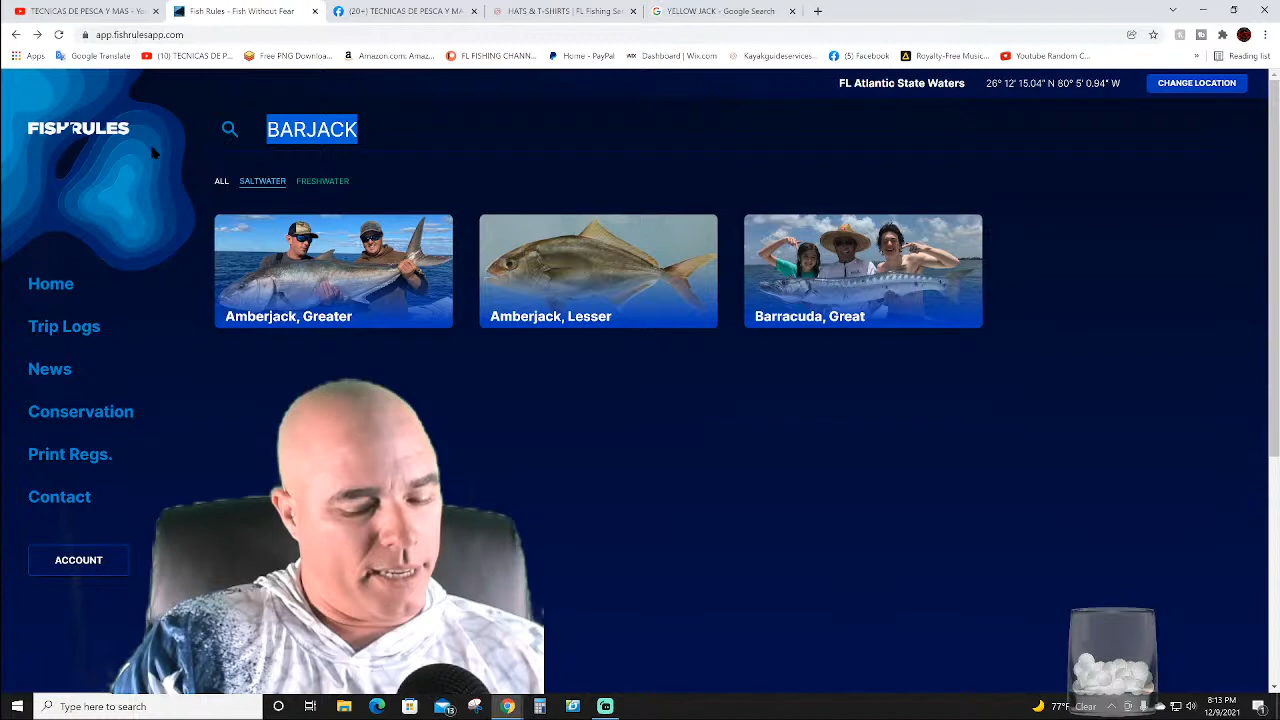 TECNICAS DE PESCA Y MAS - You
Fish Rules - Without Fear
(20+) TECNICAS DE PESCA Y MA
HATS & T-SHIRTS | FL Fishing Se
YELLOW JACK - Google Search
app.fishrulesapp.com
Apps
Google Translate
(10) TECNICAS DE P...
Free PNG Downloa...
Amazon.com: Amaz...
FL FISHING CHANN...
Home - PayPal
Dashboard | Wix.com
Kayakguideservices...
(5) Facebook
Royalty-Free Music...
Youtube Random C...
Reading list
FL Atlantic State Waters
26° 12' 15.04" N 80° 5' 0.94" W
CHANGE LOCATION
FISHRULES
BARJACK
ALL
SALTWATER
FRESHWATER
Amberjack, Greater
Amberjack, Lesser
Barracuda, Great
Home
Trip Logs
News
Conservation
Print Regs.
Contact
ACCOUNT
Type here to search
77°F Clear
8:13 PM
12/9/2021